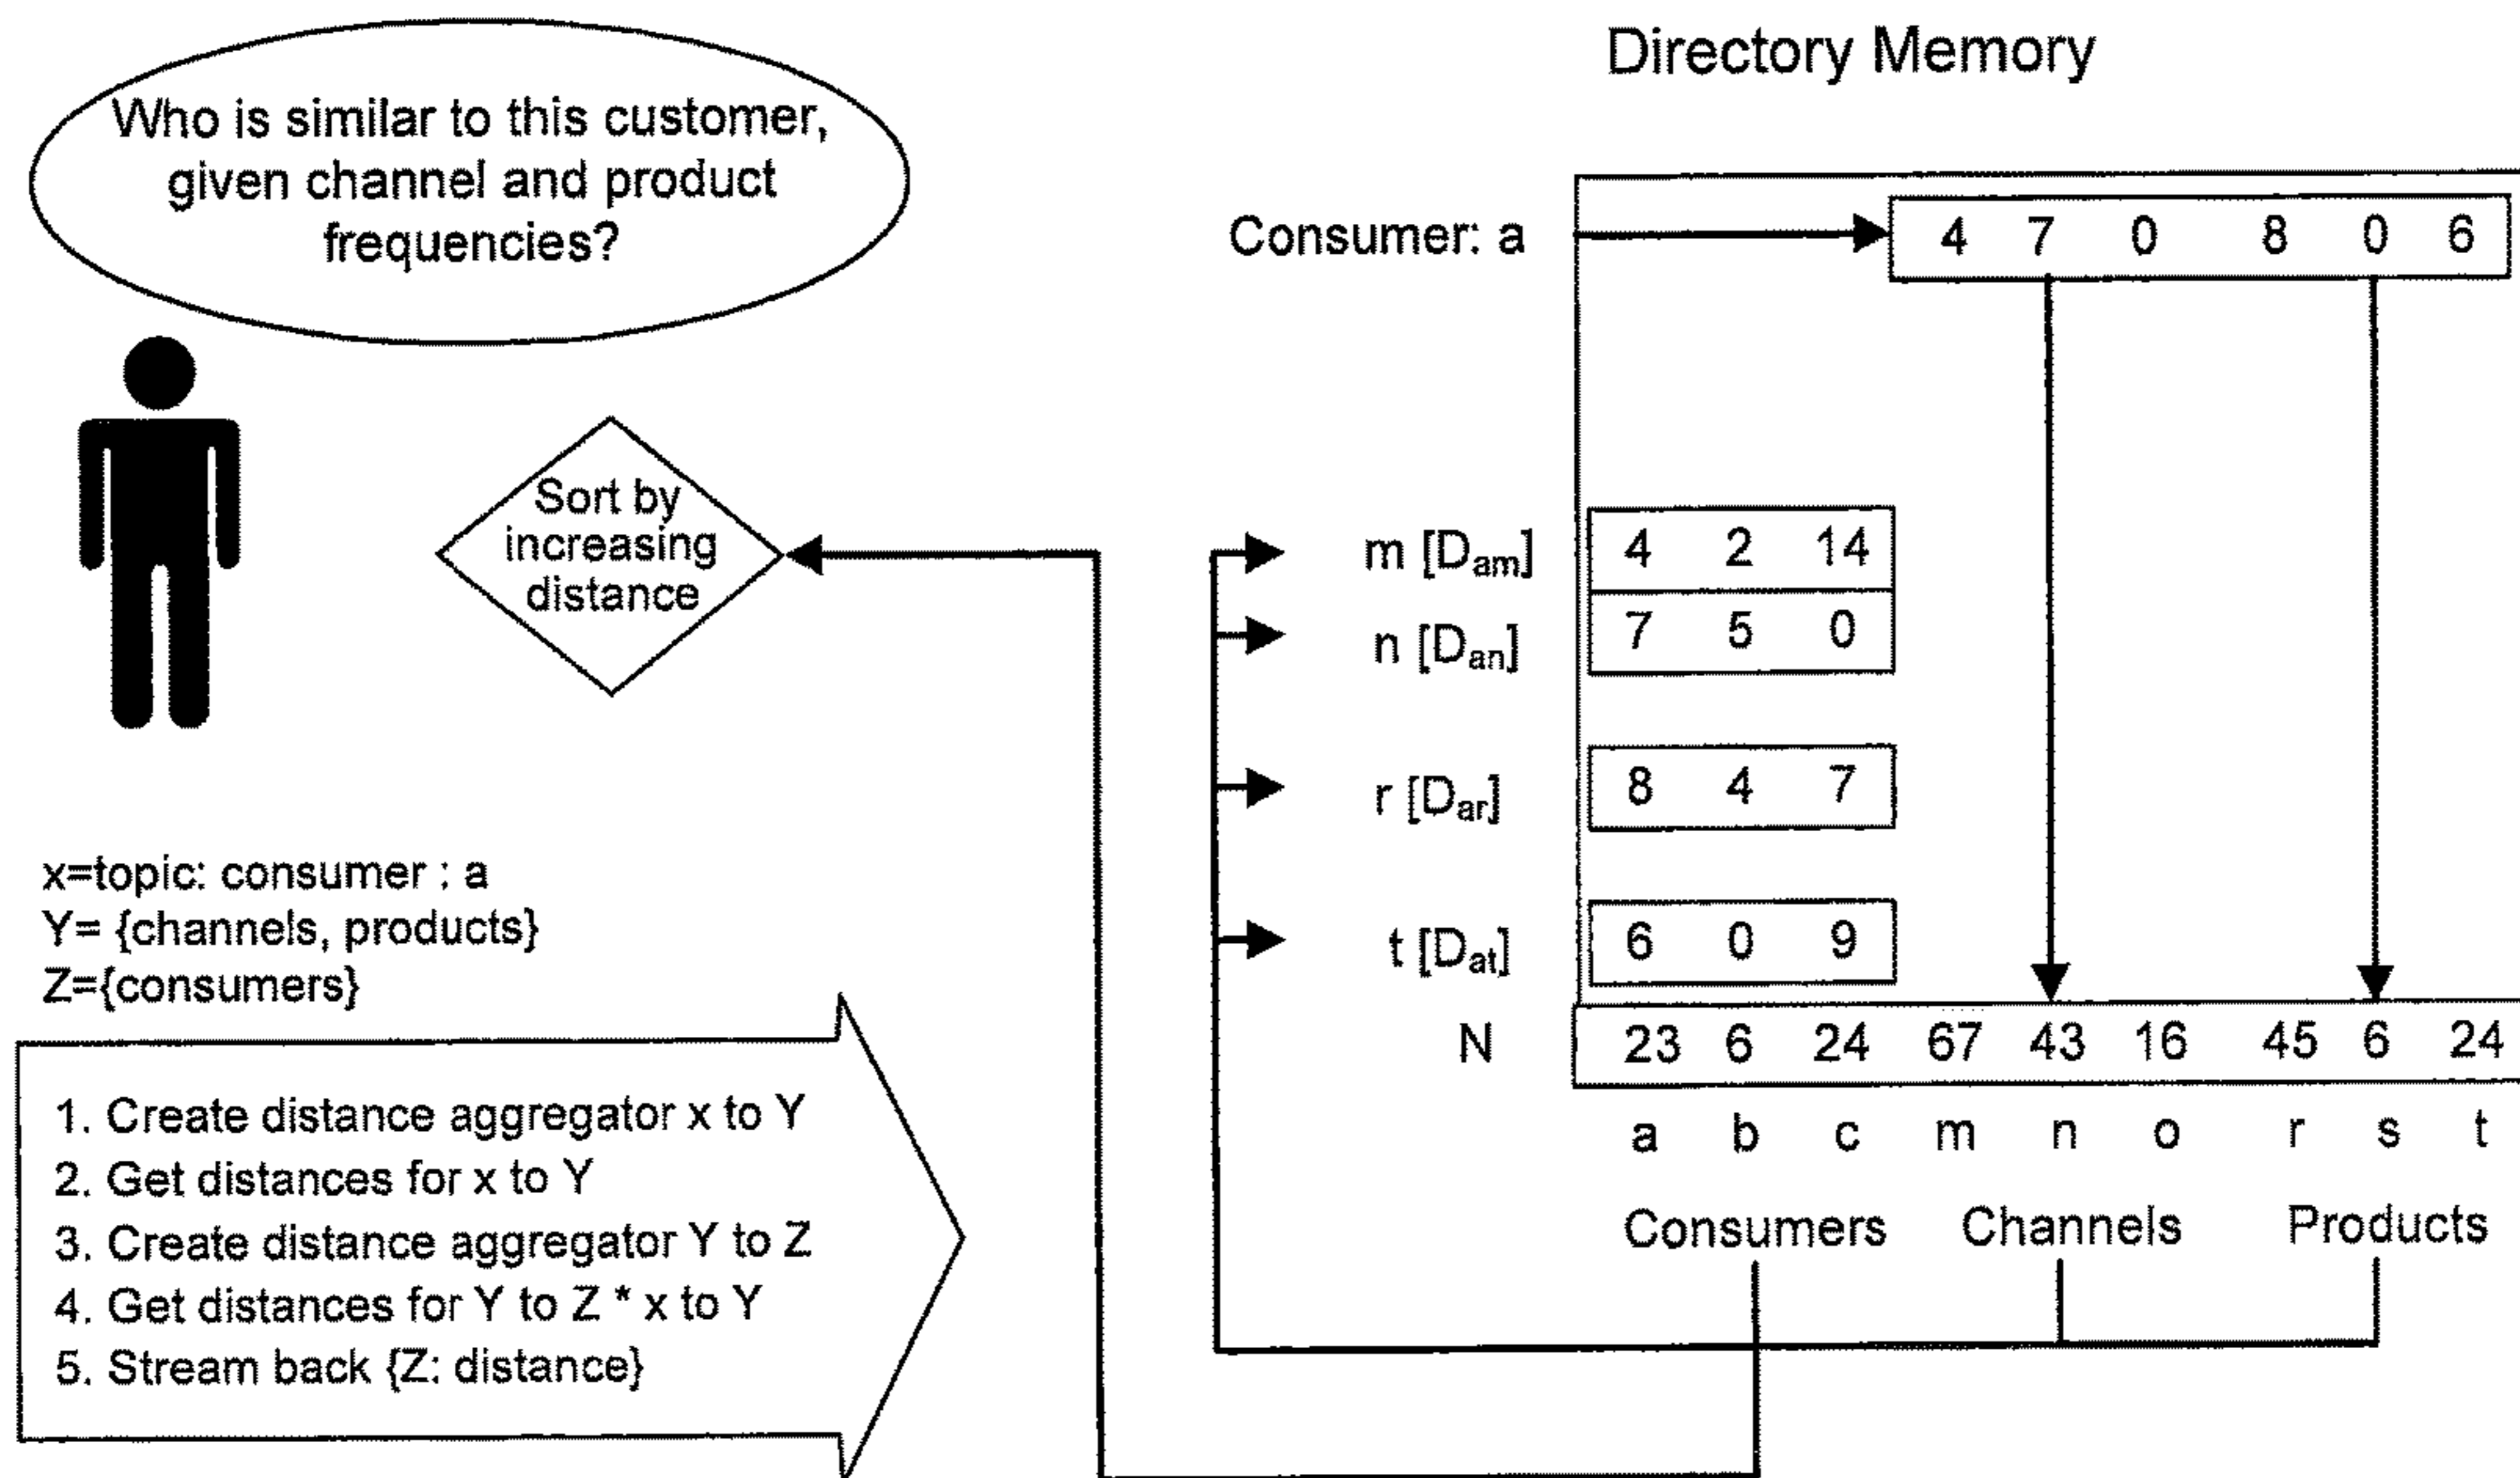 Directory Memory
Who is similar to this customer,
given channel and product
frequencies?
Consumer: a
4 7 0 8 0 6
Sort by
increasing
distance
m [Dam] 4 2 14
n [Dan] 7 5 0
r [Dar] 8 4 7
t [Dat] 6 0 9
N 23 6 24 67 43 16 45 6 24
a b c m n o r s t
Consumers Channels Products
x=topic: consumer : a
Y= {channels, products}
Z={consumers}
1. Create distance aggregator x to Y
2. Get distances for x to Y
3. Create distance aggregator Y to Z
4. Get distances for Y to Z * x to Y
5. Stream back {Z: distance}